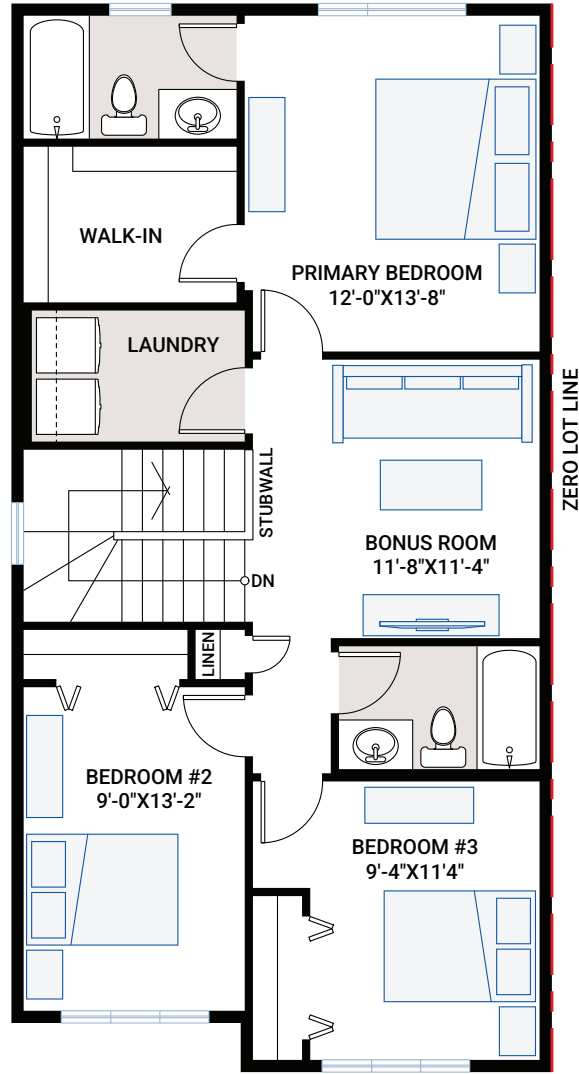 WALK-IN
PRIMARY BEDROOM
12'-0"X13'-8"
LAUNDRY
ZERO LOT LINE
STUBWALL
BONUS ROOM
11'-8"X11'-4"
DN
LINEN
BEDROOM #2
9'-0"X13'-2"
BEDROOM #3
9'-4"X11'4"